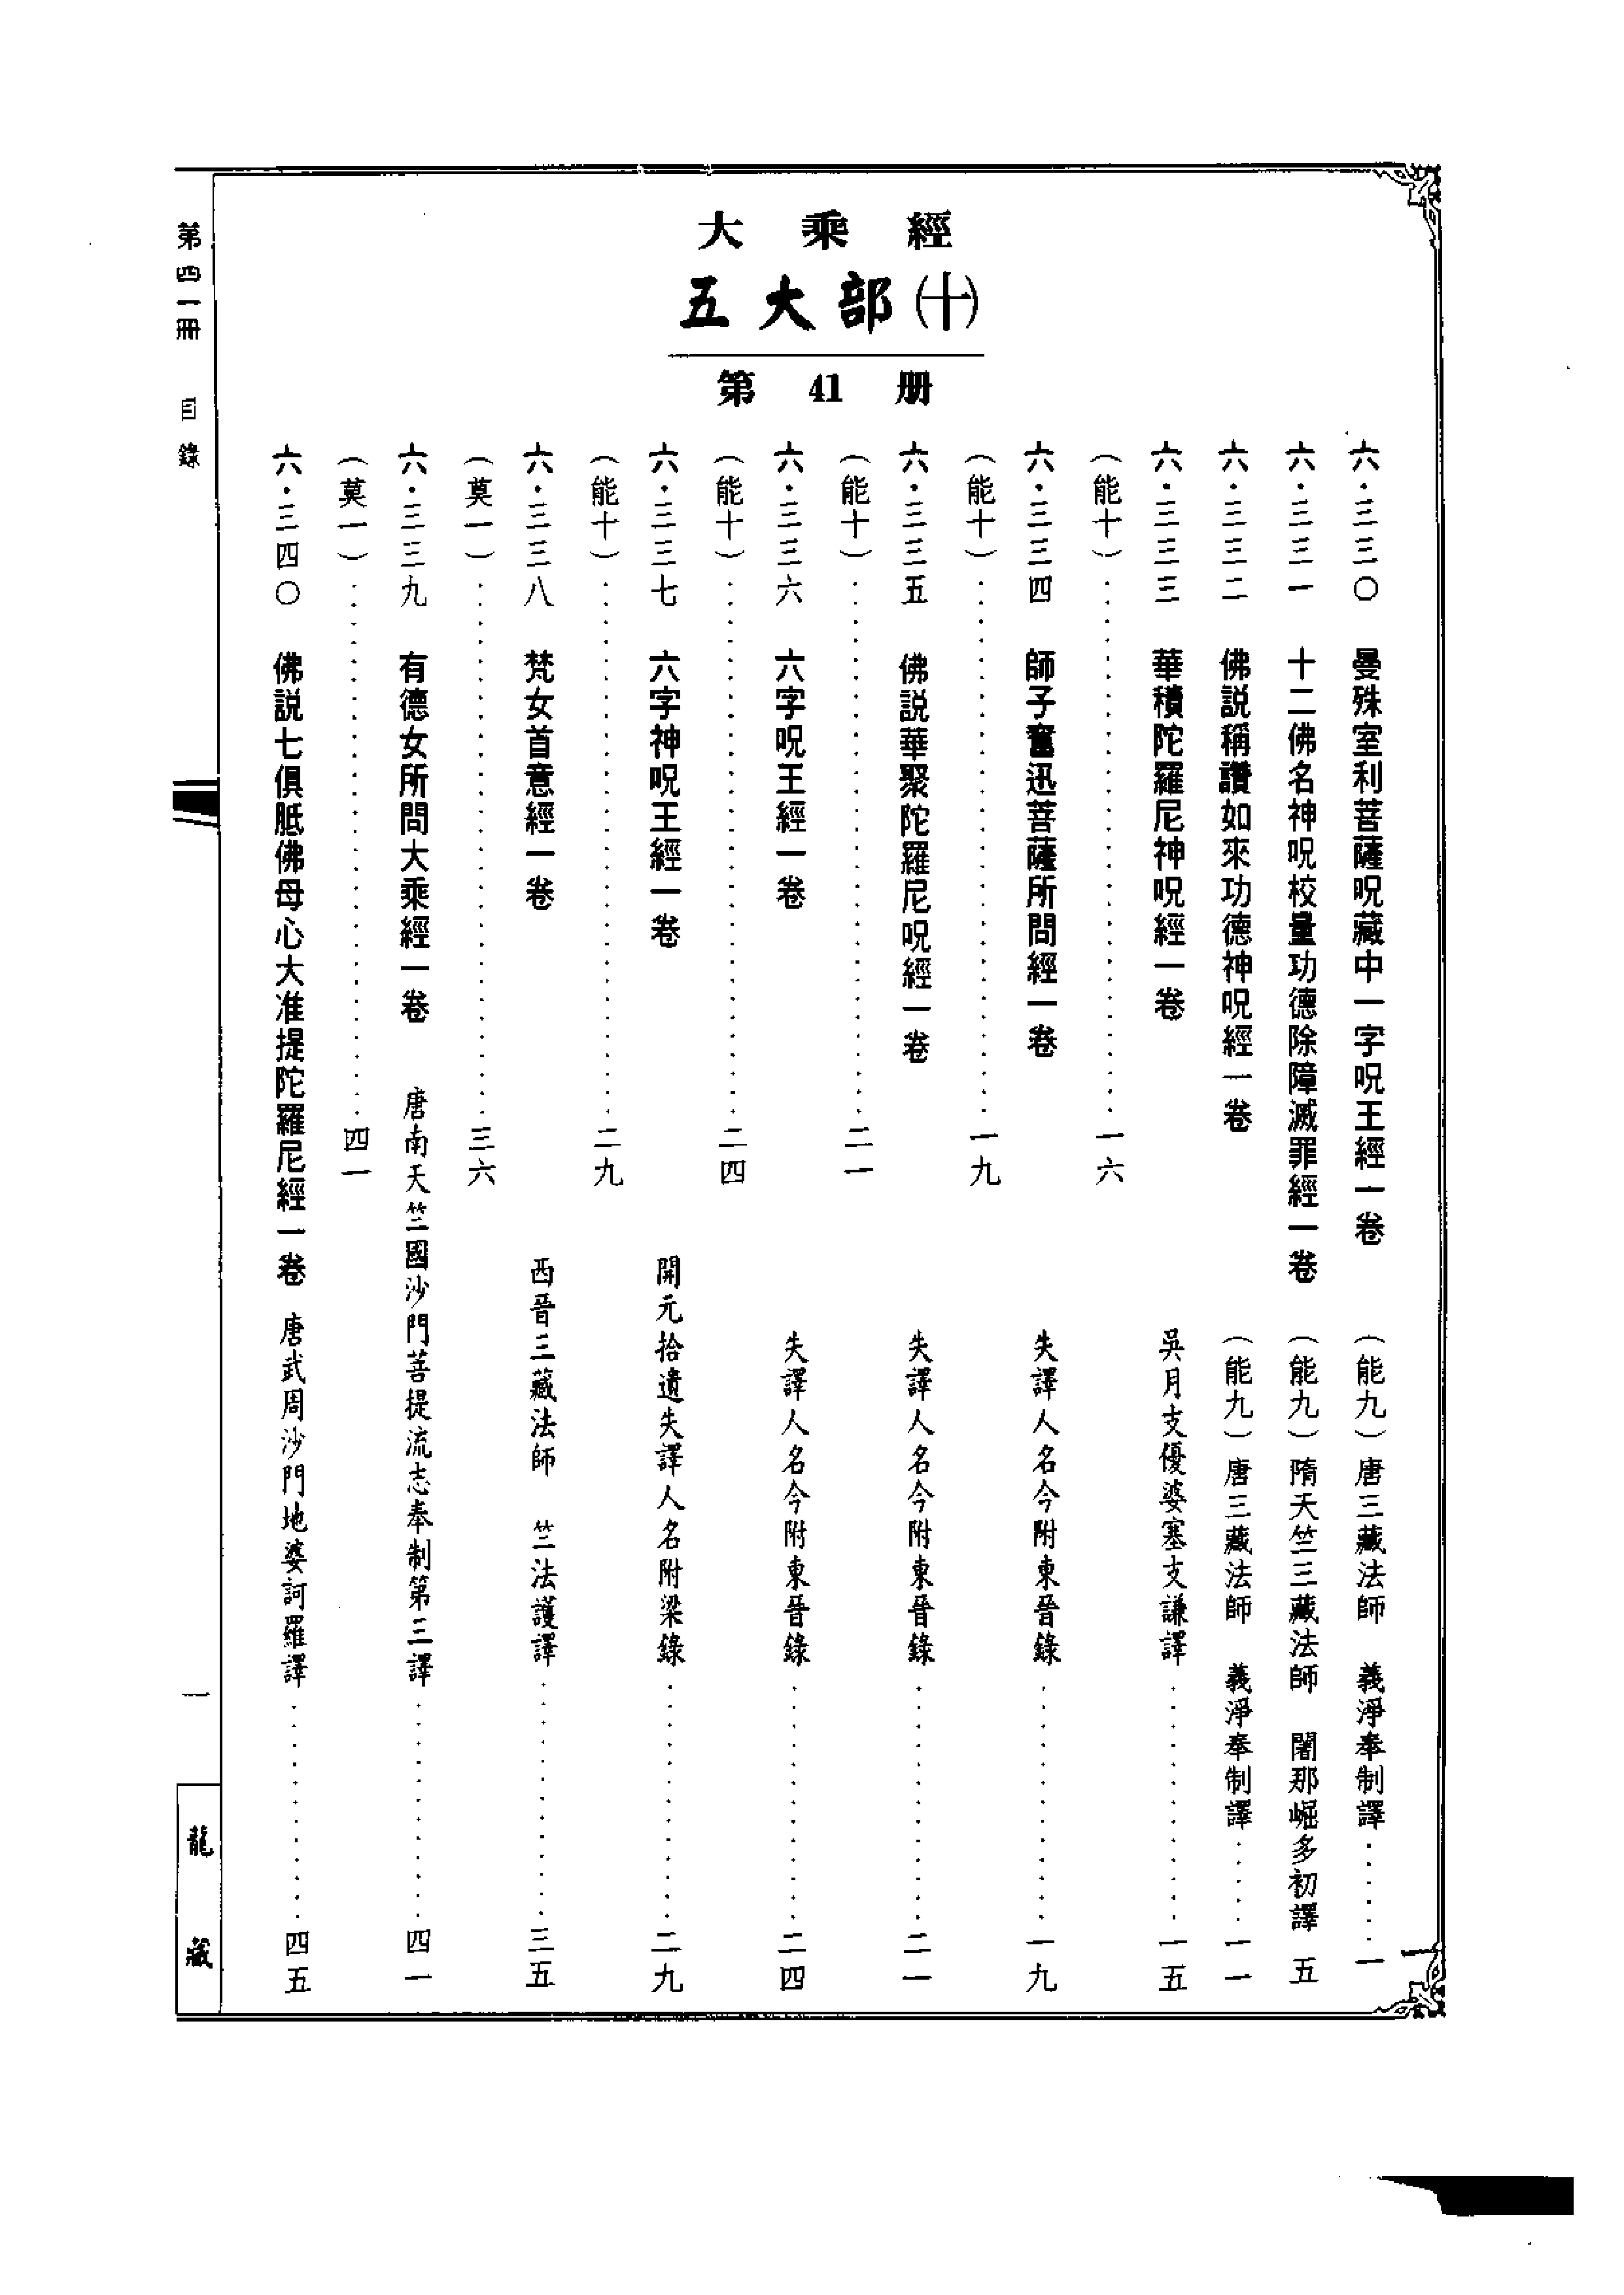 大乘經
五大部㈩
第41册
六·三三〇 曼殊室利菩薩呪藏中一字呪王經一卷 （能九）唐三藏法師 義淨奉制譯……一
六·三三一 十二佛名神呪校量功德除障滅罪經一卷 （能九）隋天竺三藏法師 闍那崛多初譯 五
六·三三二 佛説稱讚如來功德神呪經一卷 （能九）唐三藏法師 義淨奉制譯……一一
六·三三三 華積陀羅尼神呪經一卷 吳月支優婆塞支謙譯……一五
（能十）……一六
六·三三四 師子奮迅菩薩所問經一卷 失譯人名今附東晉錄……一九
（能十）……一九
六·三三五 佛説華聚陀羅尼呪經一卷 失譯人名今附東晉錄……二一
（能十）……二一
六·三三六 六字呪王經一卷 失譯人名今附東晉錄……二四
（能十）……二四
六·三三七 六字神呪王經一卷 開元拾遺失譯人名附梁錄……二九
（能十）……二九
六·三三八 梵女首意經一卷 西晉三藏法師 竺法護譯……三五
（莫一）……三六
六·三三九 有德女所問大乘經一卷 唐南天竺國沙門菩提流志奉制第三譯……四一
（莫一）……四一
六·三四〇 佛説七俱胝佛母心大准提陀羅尼經一卷 唐武周沙門地婆訶羅譯……四五
第四一冊 目錄
一
龍藏